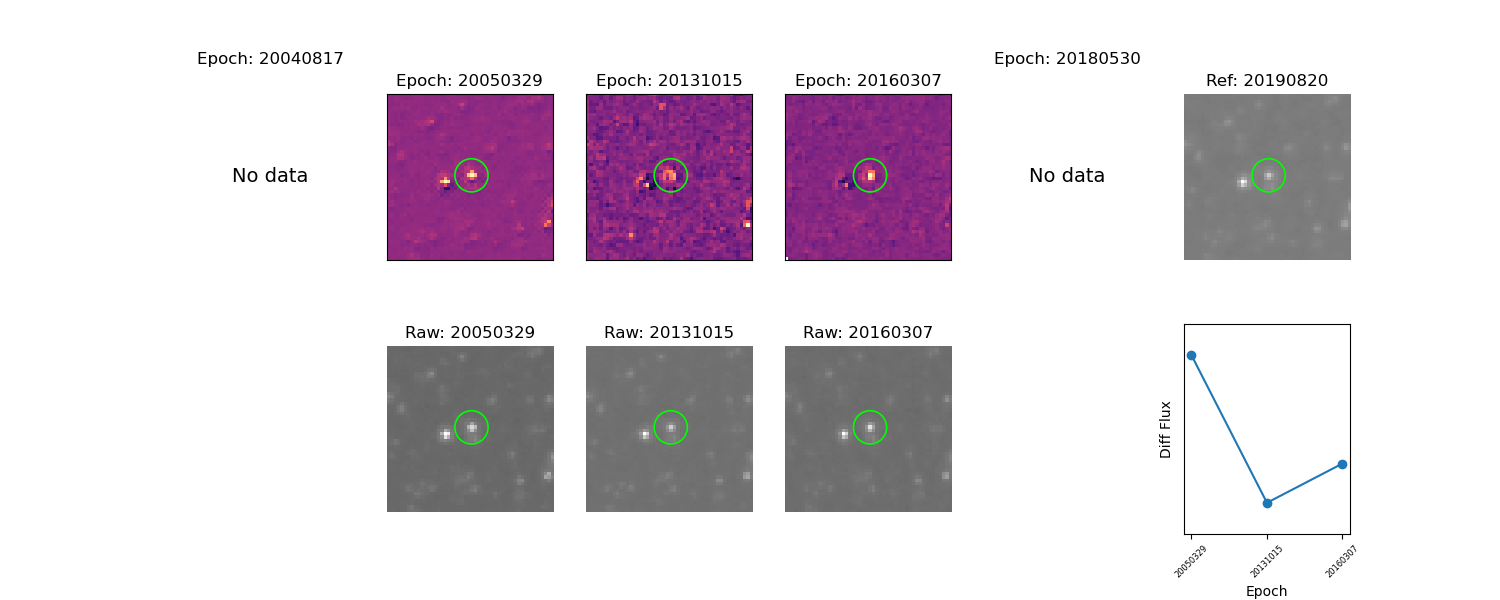 Epoch: 20040817
No data
Epoch: 20050329
Epoch: 20131015
Epoch: 20160307
Epoch: 20180530
No data
Ref: 20190820
Raw: 20050329
Raw: 20131015
Raw: 20160307
Diff Flux
20050329
20131015
20160307
Epoch